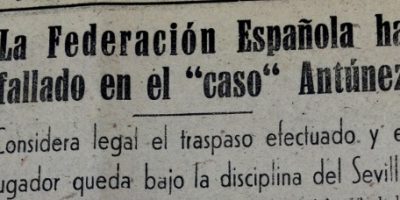 La Federación Española ha
fallado en el "caso" Antúnez
Considera legal el traspaso efectuado y e
ugador queda bajo la disciplina del Sevill